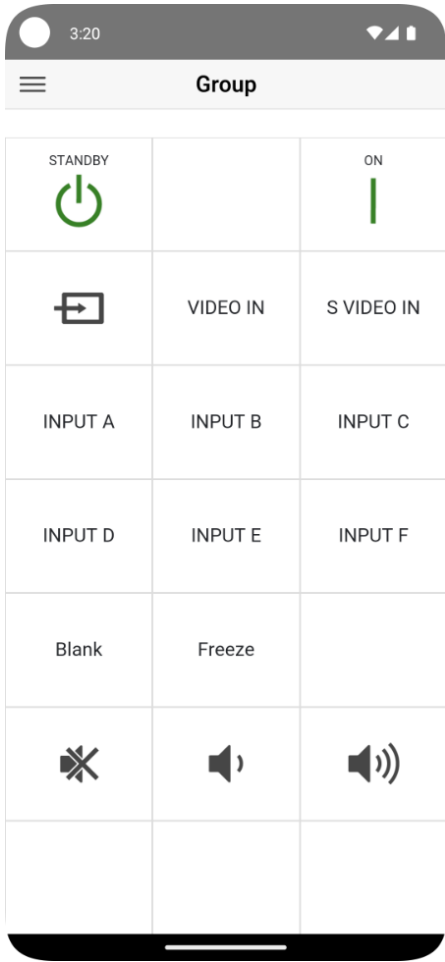 3:20
Group
STANDBY
ON
VIDEO IN
S VIDEO IN
INPUT A
INPUT B
INPUT C
INPUT D
INPUT E
INPUT F
Blank
Freeze